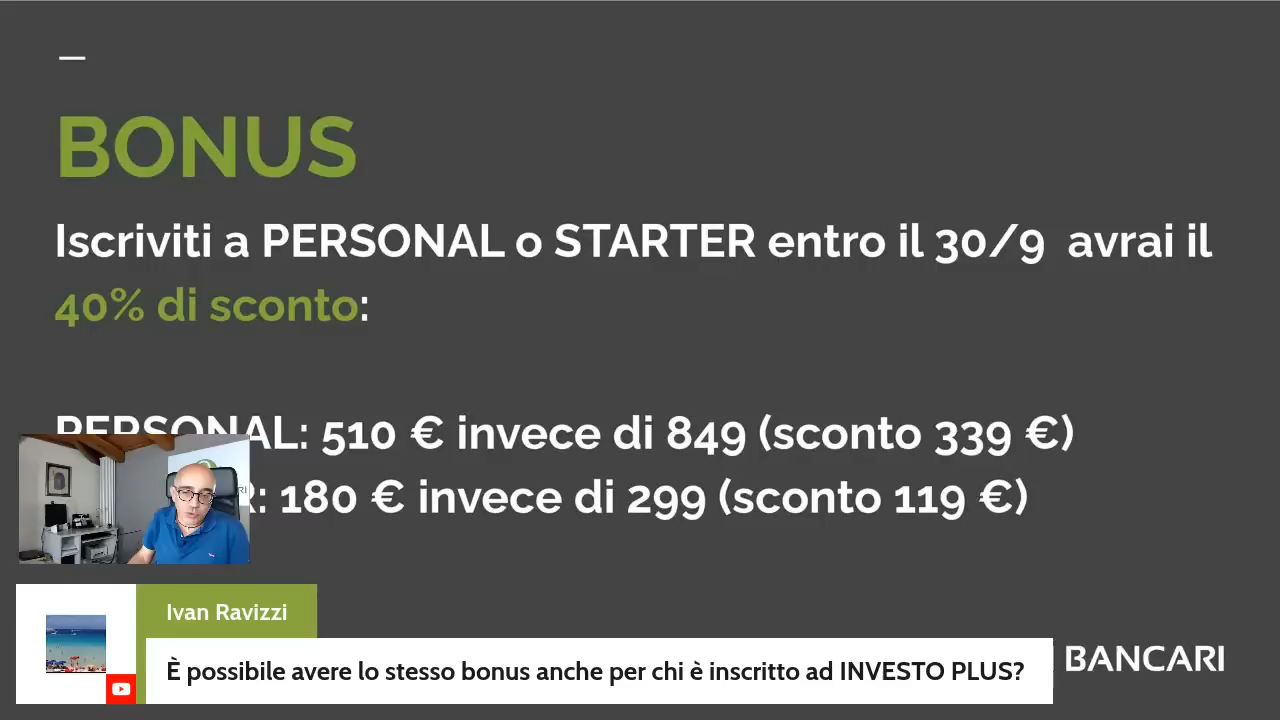 BONUS
Iscriviti a PERSONAL o STARTER entro il 30/9 avrai il
40% di sconto:
PERSONAL: 510 € invece di 849 (sconto 339 €)
R: 180 € invece di 299 (sconto 119 €)
Ivan Ravizzi
È possibile avere lo stesso bonus anche per chi è inscritto ad INVESTO PLUS?
BANCARI